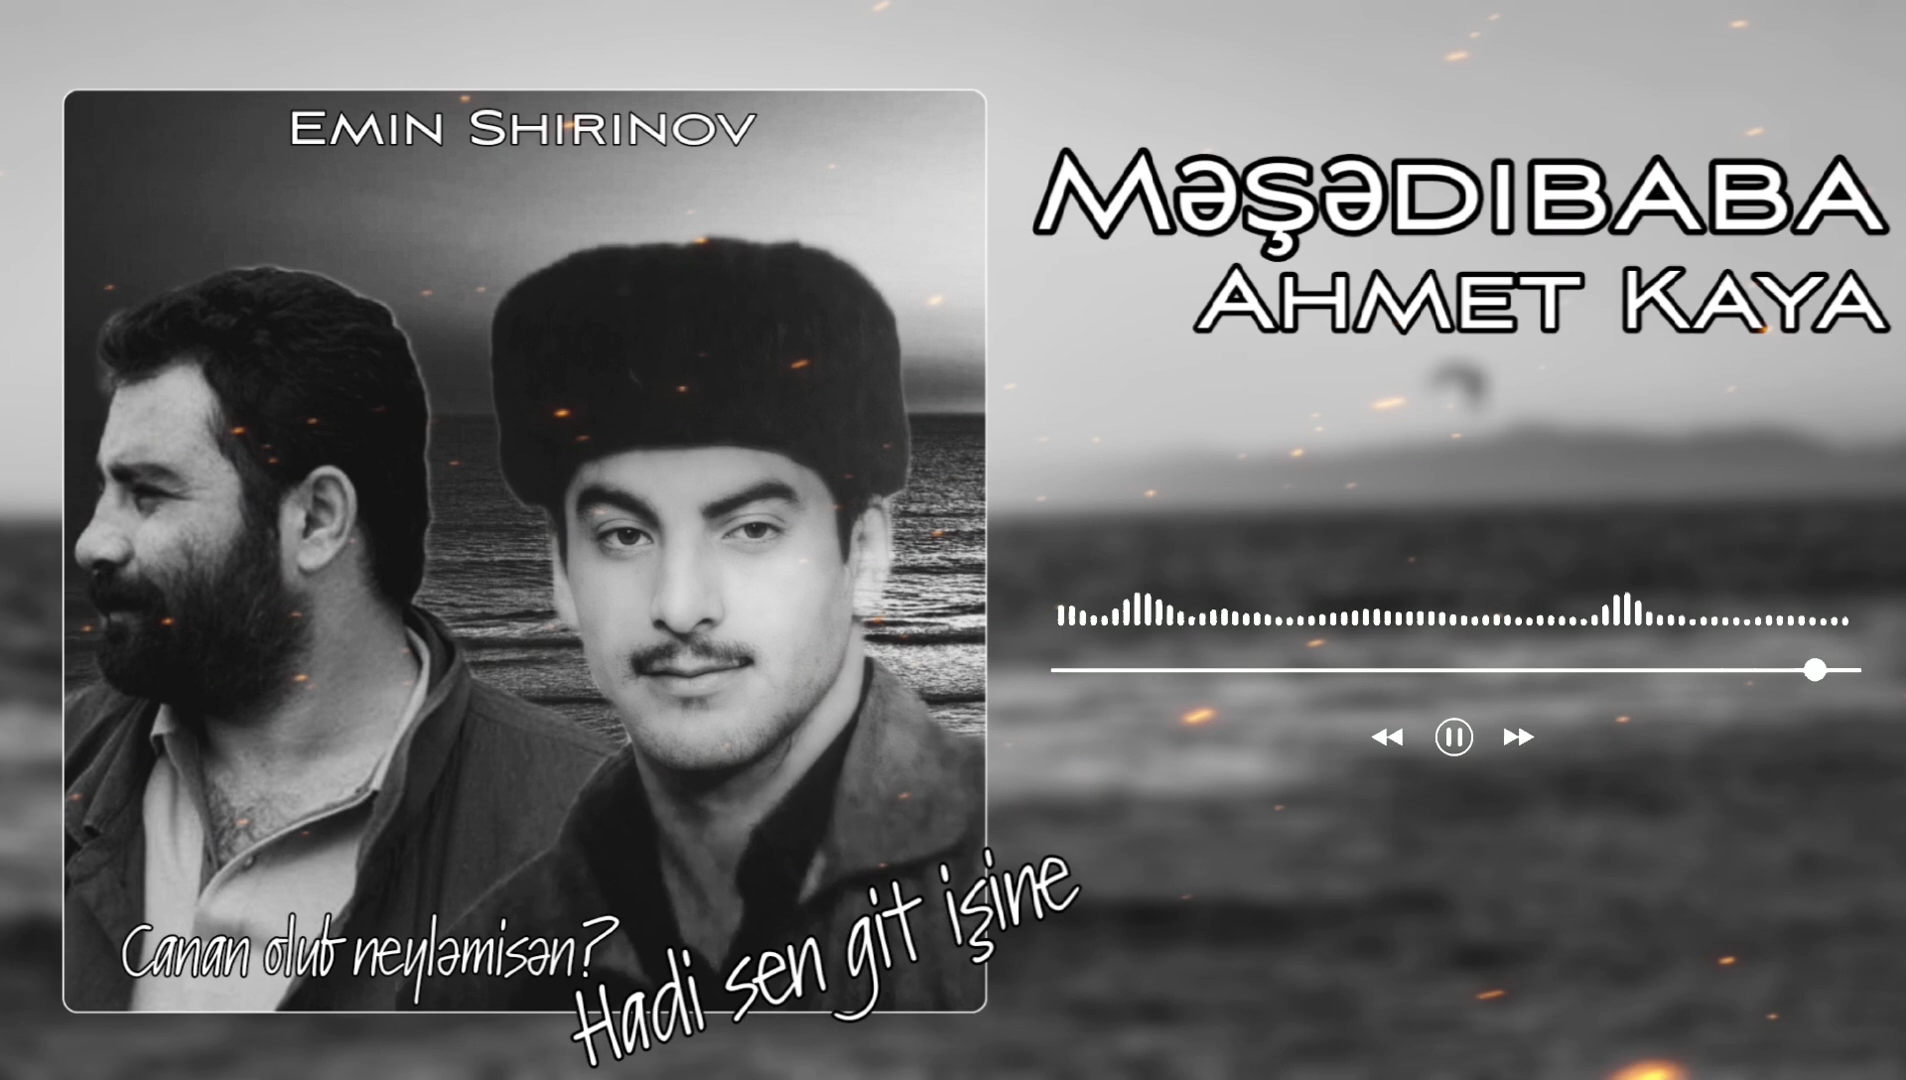 Emin Shirinov
Məşədibaba
Ahmet Kaya
Canan olub neyləmisən?
Hadi sen git işine